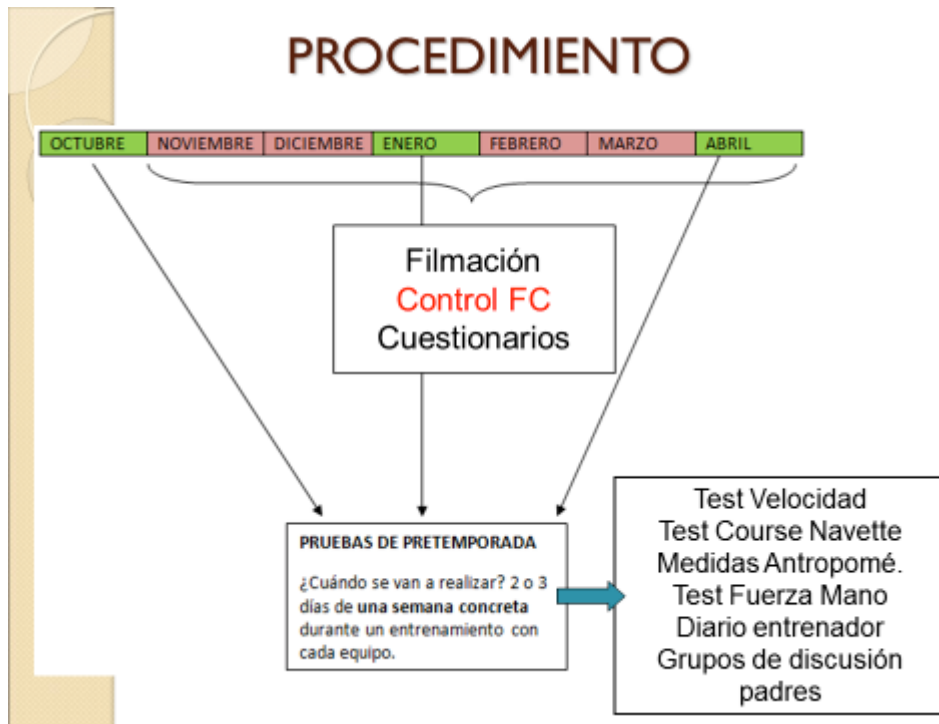 PROCEDIMIENTO
OCTUBRE NOVIEMBRE DICIEMBRE ENERO FEBRERO MARZO ABRIL
Filmación
Control FC
Cuestionarios
PRUEBAS DE PRETEMPORADA
¿Cuándo se van a realizar? 2 o 3
días de una semana concreta
durante un entrenamiento con
cada equipo.
Test Velocidad
Test Course Navette
Medidas Antropomé.
Test Fuerza Mano
Diario entrenador
Grupos de discusión
padres